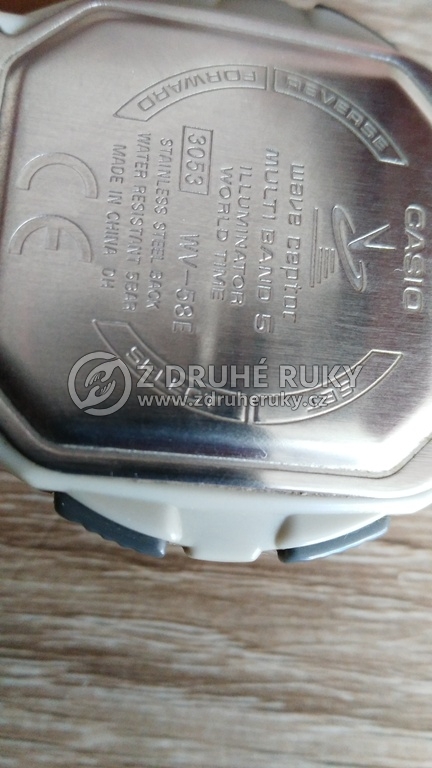 CASIO
wave ceptor
MULTI BAND 5
ILLUMINATOR
WORLD TIME
WV-58E
3053
STAINLESS STEEL BACK
WATER RESISTANT 5BAR
MADE IN CHINA DH
CE
REVERSE
FORWARD
Z DRUHÉ RUKY
www.zdruheruky.cz